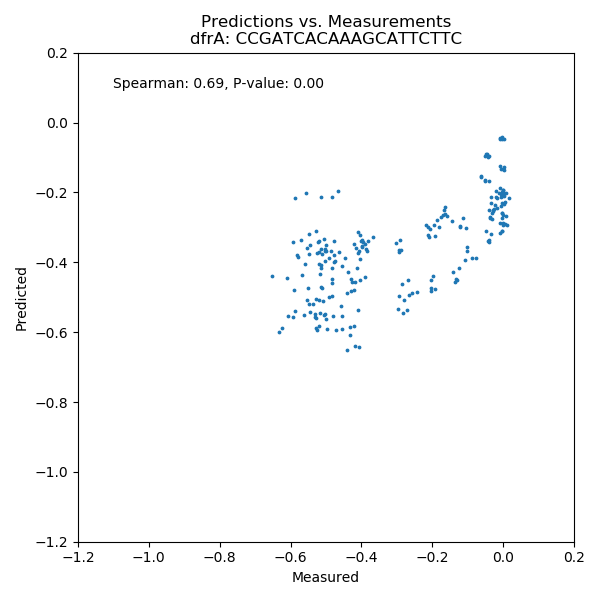 Predictions vs. Measurements
dfrA: CCGATCACAAAGCATTCTTC
Spearman: 0.69, P-value: 0.00
0.2
0.0
−0.2
−0.4
−0.6
−0.8
−1.0
−1.2
Predicted
−1.2 −1.0 −0.8 −0.6 −0.4 −0.2 0.0 0.2
Measured